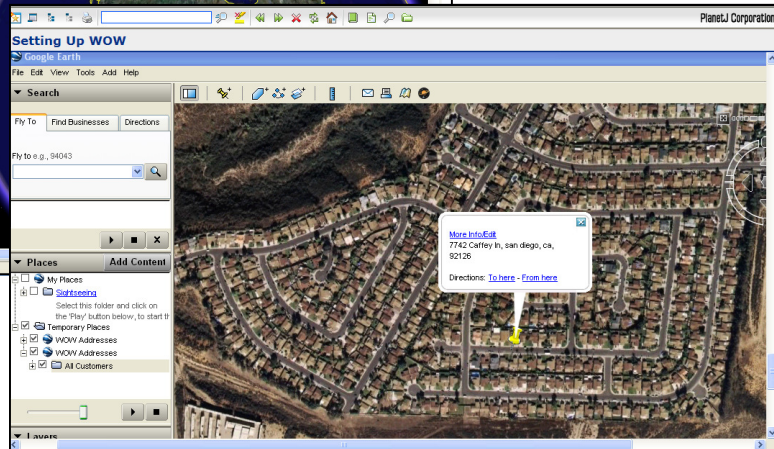 PlanetJ Corporation
Setting Up WOW
Google Earth
File Edit View Tools Add Help
Search
Fly To Find Businesses Directions
Fly to e.g., 94043
More Info/Edit
7742 Caffey ln, san diego, ca,
92126
Directions: To here - From here
Places Add Content
My Places
Sightseeing
Select this folder and click on
the 'Play' button below, to start th
Temporary Places
WOW Addresses
WOW Addresses
All Customers
Layers